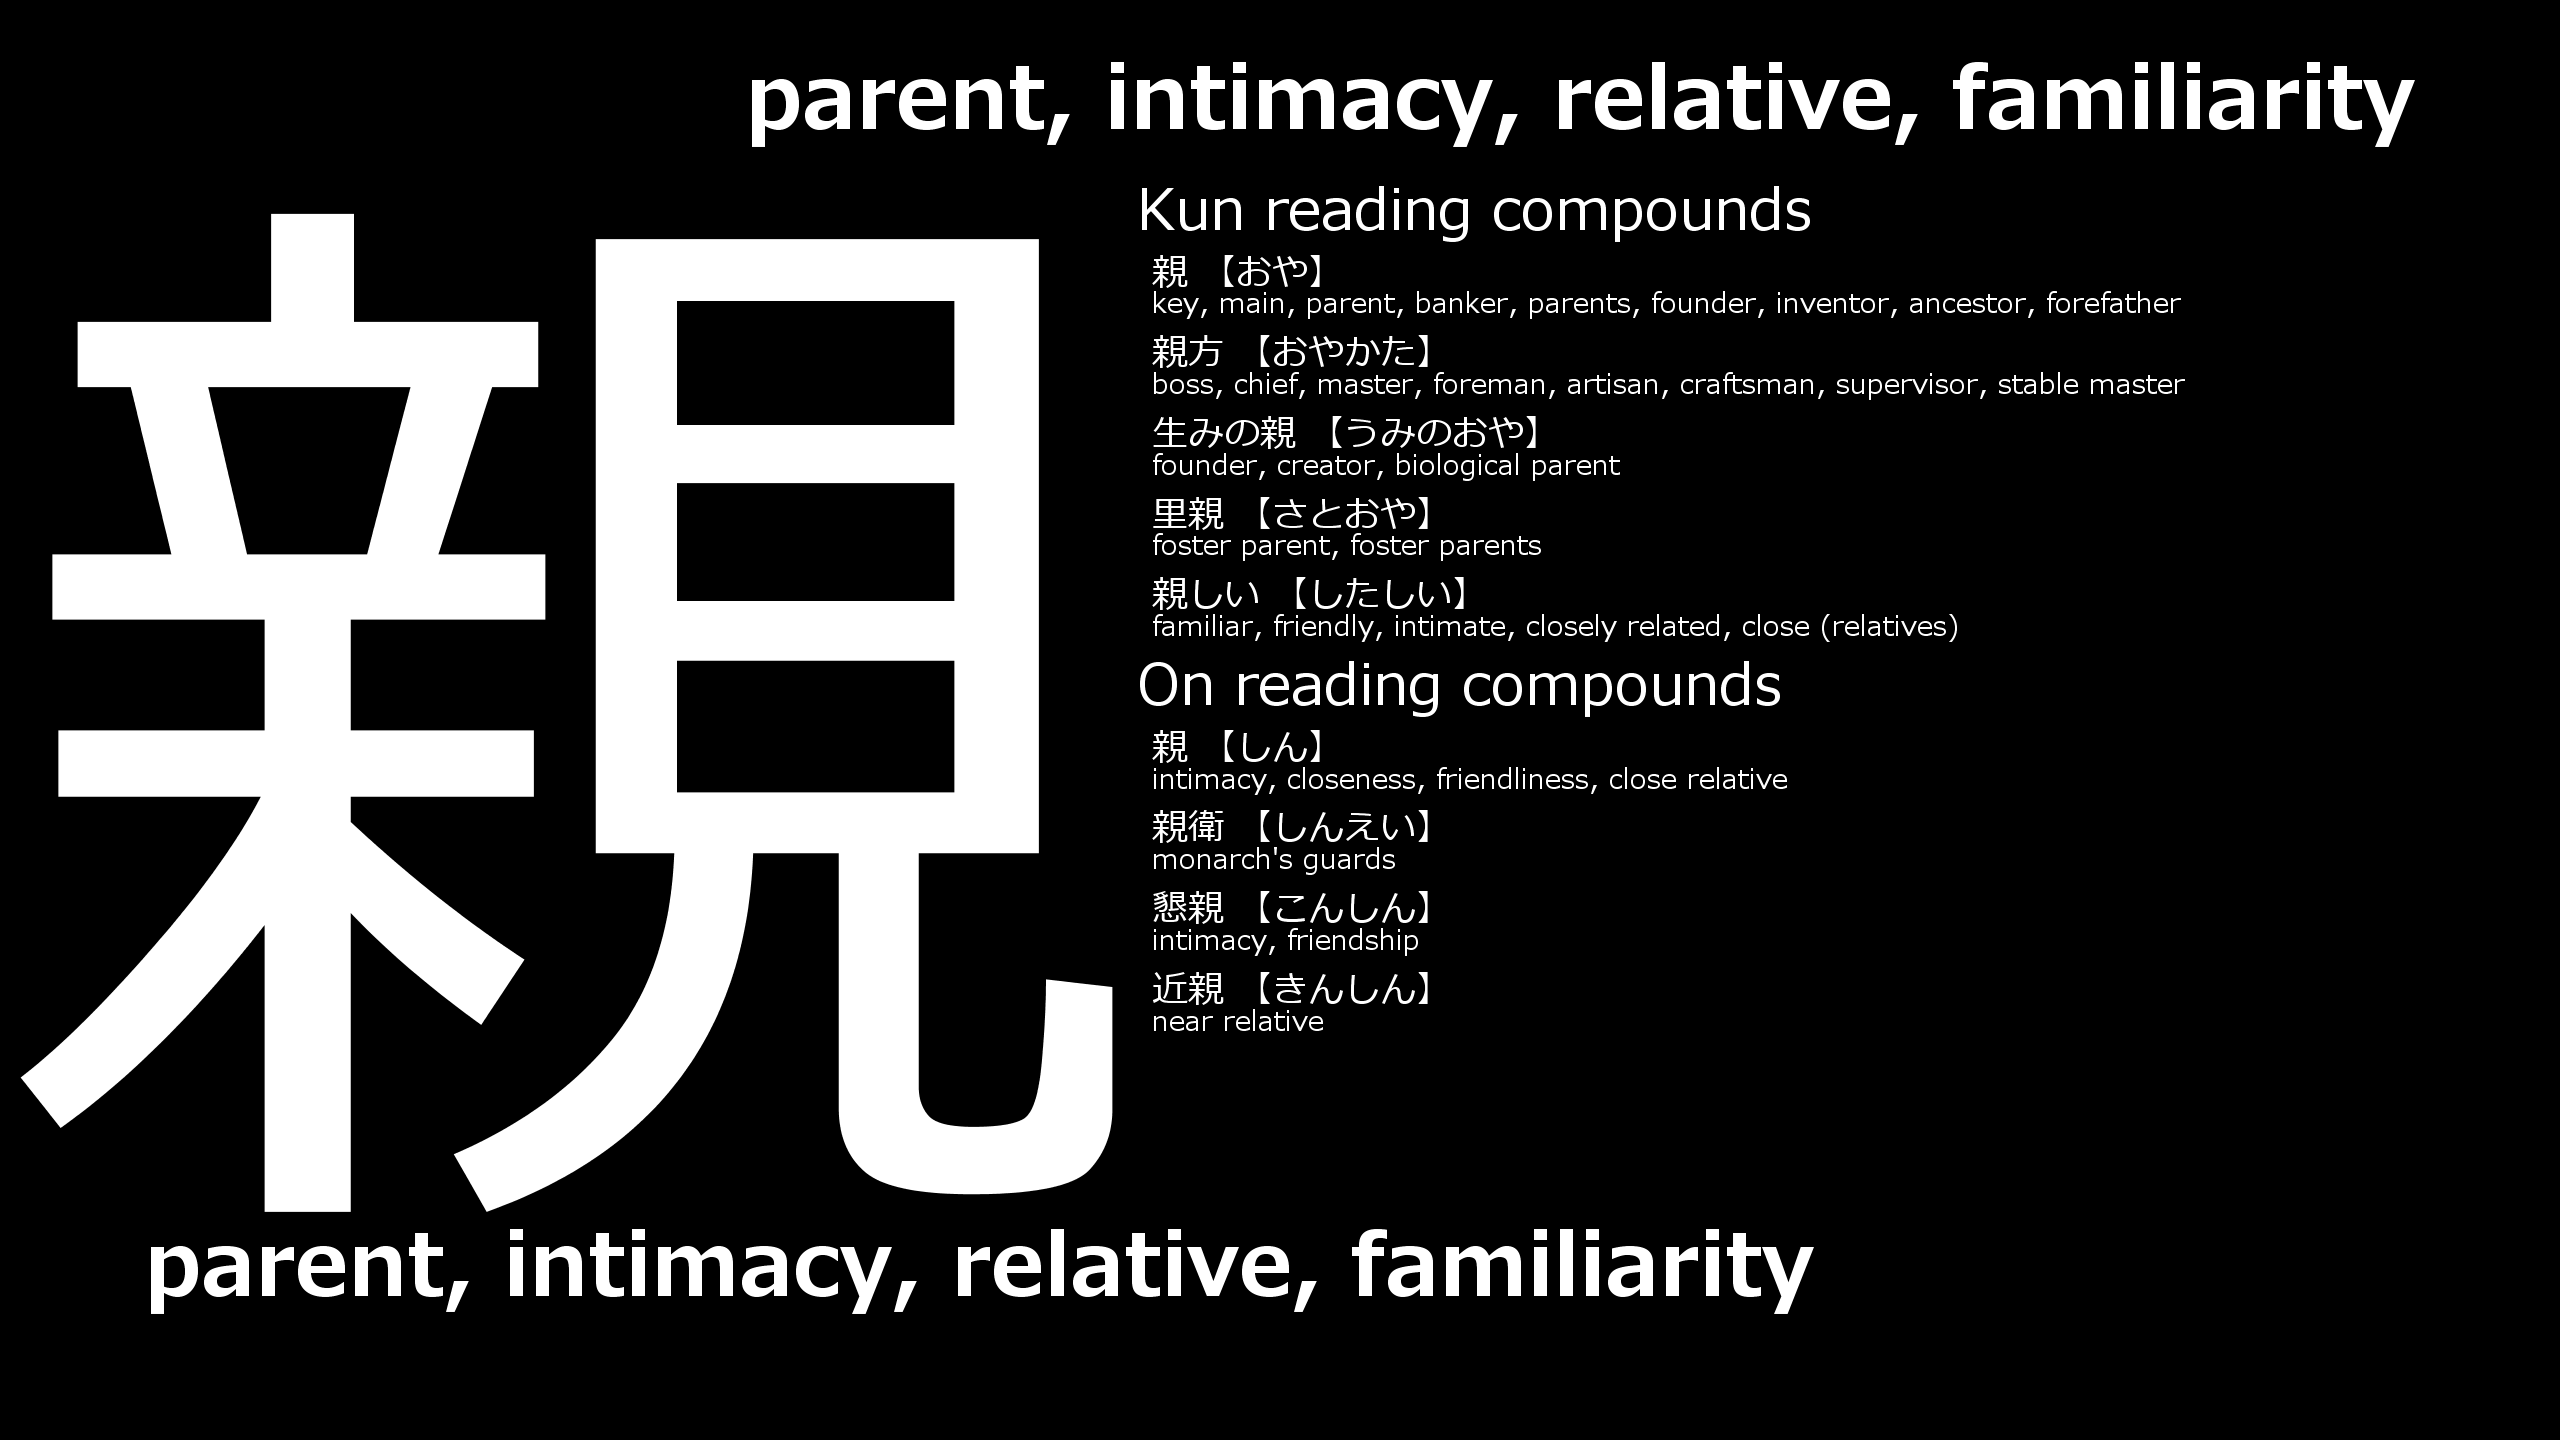 parent, intimacy, relative, familiarity
親
Kun reading compounds
親 【おや】
key, main, parent, banker, parents, founder, inventor, ancestor, forefather
親方 【おやかた】
boss, chief, master, foreman, artisan, craftsman, supervisor, stable master
生みの親 【うみのおや】
founder, creator, biological parent
里親 【さとおや】
foster parent, foster parents
親しい 【したしい】
familiar, friendly, intimate, closely related, close (relatives)
On reading compounds
親 【しん】
intimacy, closeness, friendliness, close relative
親衛 【しんえい】
monarch's guards
懇親 【こんしん】
intimacy, friendship
近親 【きんしん】
near relative
parent, intimacy, relative, familiarity